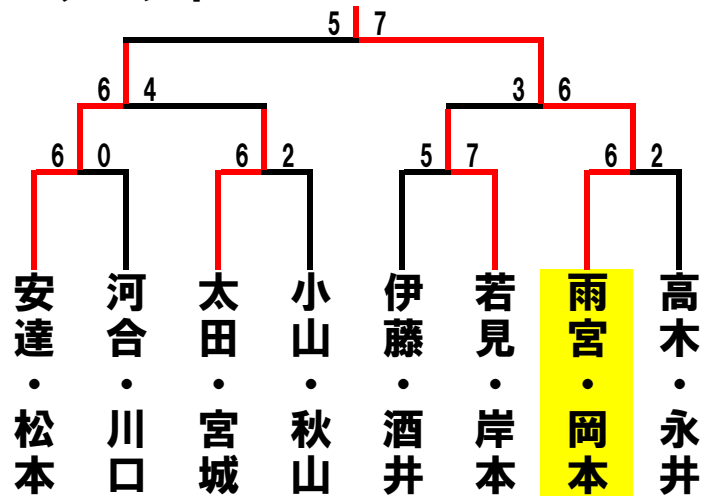 5 7
6 4
3 6
6 0
6 2
5 7
6 2
安達・松本
河合・川口
太田・宮城
小山・秋山
伊藤・酒井
若見・岸本
雨宮・岡本
高木・永井